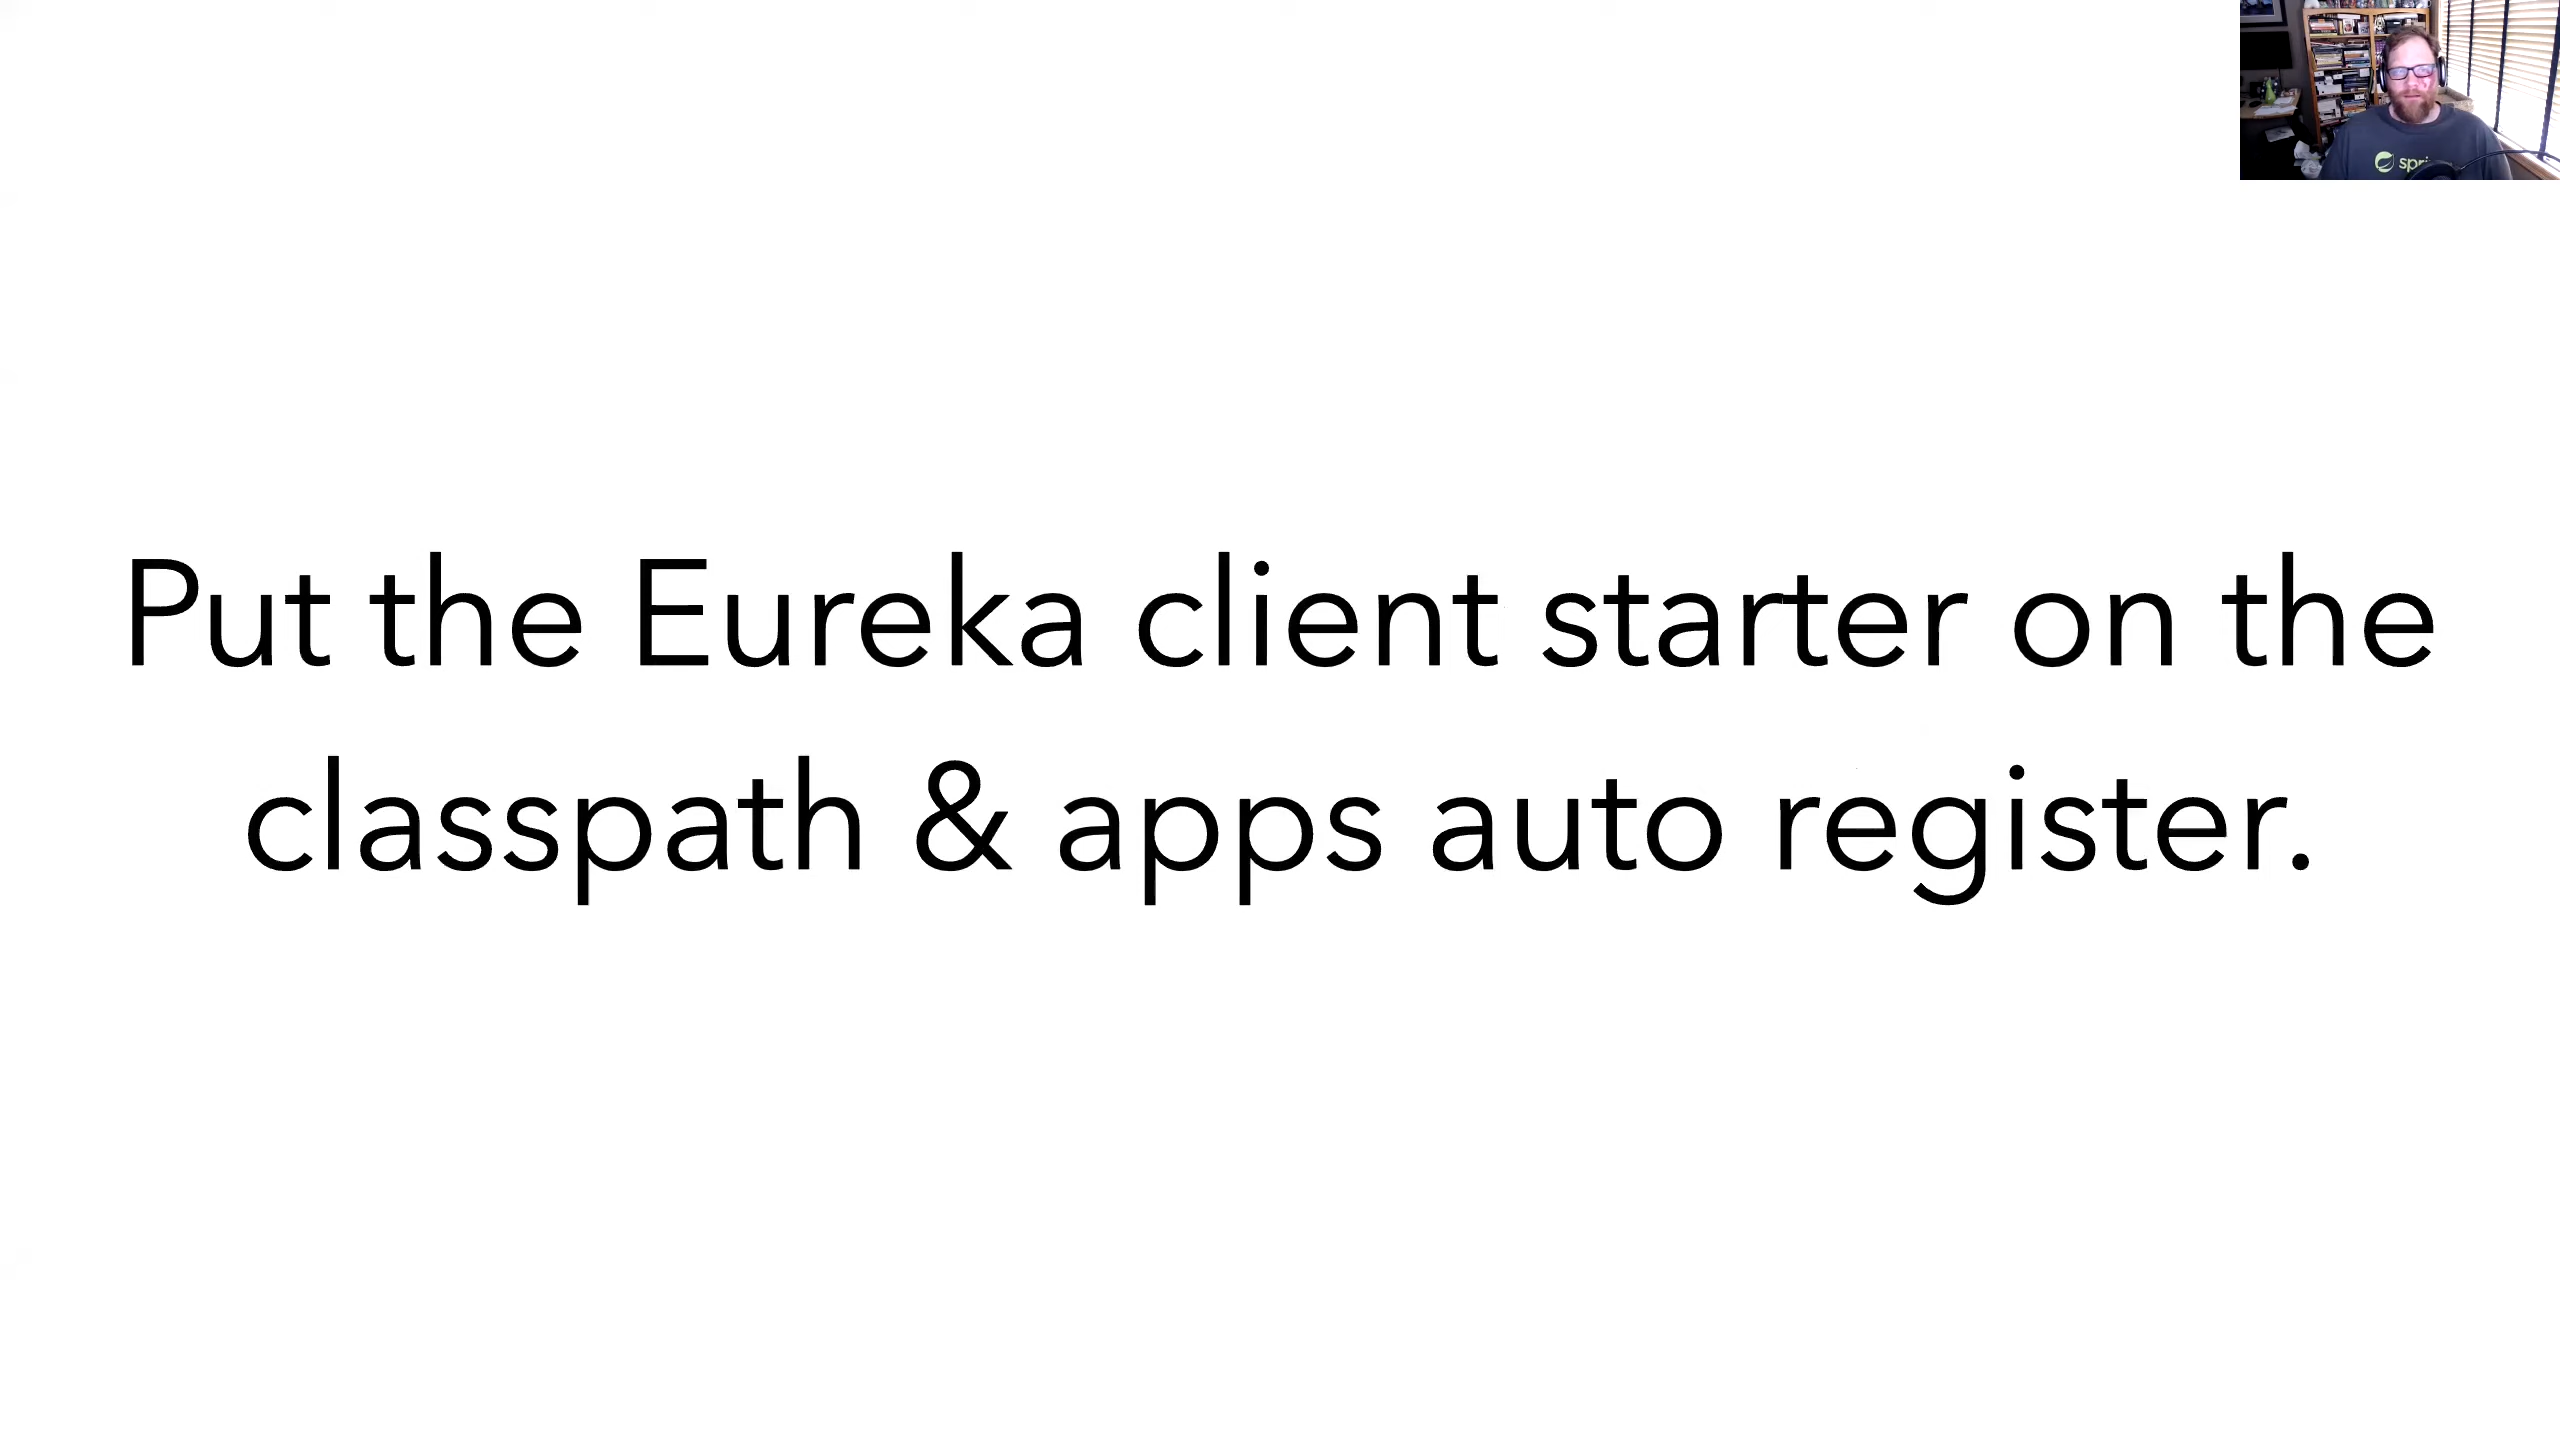 Put the Eureka client starter on the
classpath & apps auto register.